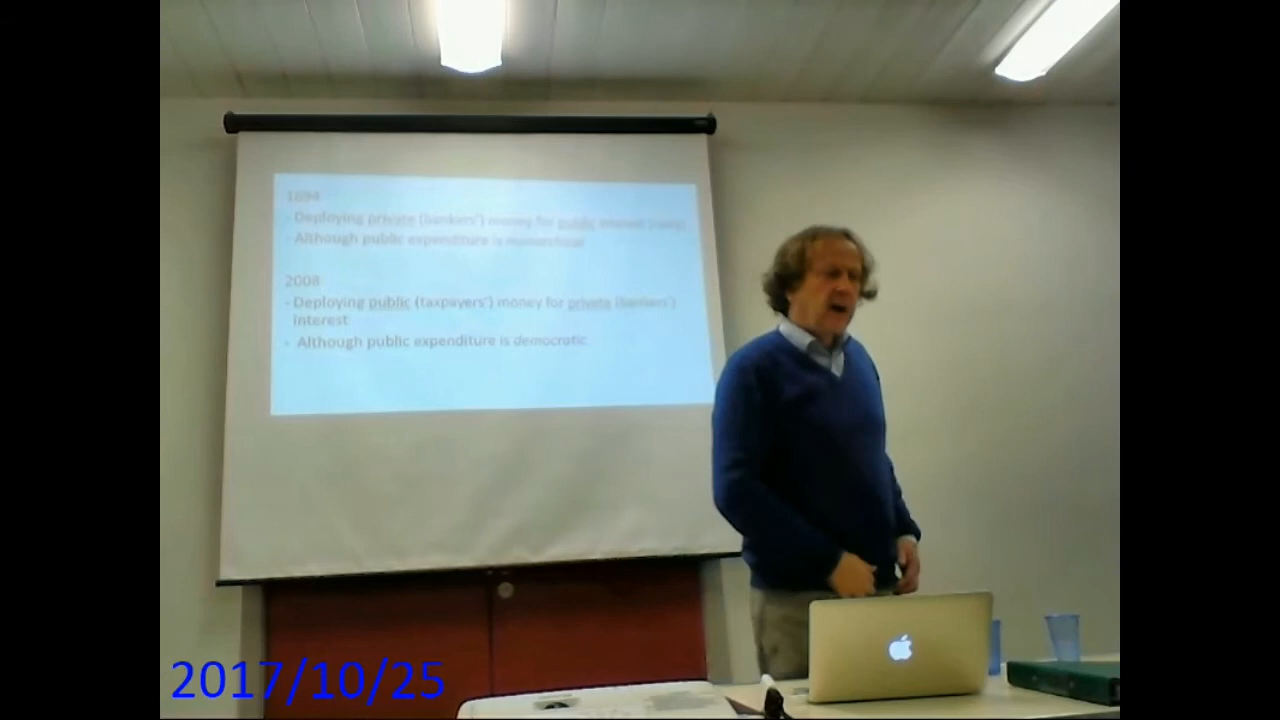 1694
- Deploying private (bankers') money for public interest (war)
- Although public expenditure is monarchical
2008
- Deploying public (taxpayers') money for private (bankers')
interest
- Although public expenditure is democratic
2017/10/25